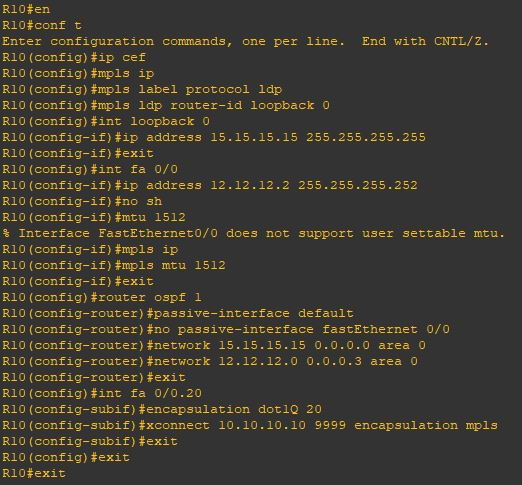 R10#en
R10#conf t
Enter configuration commands, one per line.  End with CNTL/Z.
R10(config)#ip cef
R10(config)#mpls ip
R10(config)#mpls label protocol ldp
R10(config)#mpls ldp router-id loopback 0
R10(config)#int loopback 0
R10(config-if)#ip address 15.15.15.15 255.255.255.255
R10(config-if)#exit
R10(config)#int fa 0/0
R10(config-if)#ip address 12.12.12.2 255.255.255.252
R10(config-if)#no sh
R10(config-if)#mtu 1512
% Interface FastEthernet0/0 does not support user settable mtu.
R10(config-if)#mpls ip
R10(config-if)#mpls mtu 1512
R10(config-if)#exit
R10(config)#router ospf 1
R10(config-router)#passive-interface default
R10(config-router)#no passive-interface fastEthernet 0/0
R10(config-router)#network 15.15.15.15 0.0.0.0 area 0
R10(config-router)#network 12.12.12.0 0.0.0.3 area 0
R10(config-router)#exit
R10(config)#int fa 0/0.20
R10(config-subif)#encapsulation dot1Q 20
R10(config-subif)#xconnect 10.10.10.10 9999 encapsulation mpls
R10(config-subif)#exit
R10(config)#exit
R10#exit